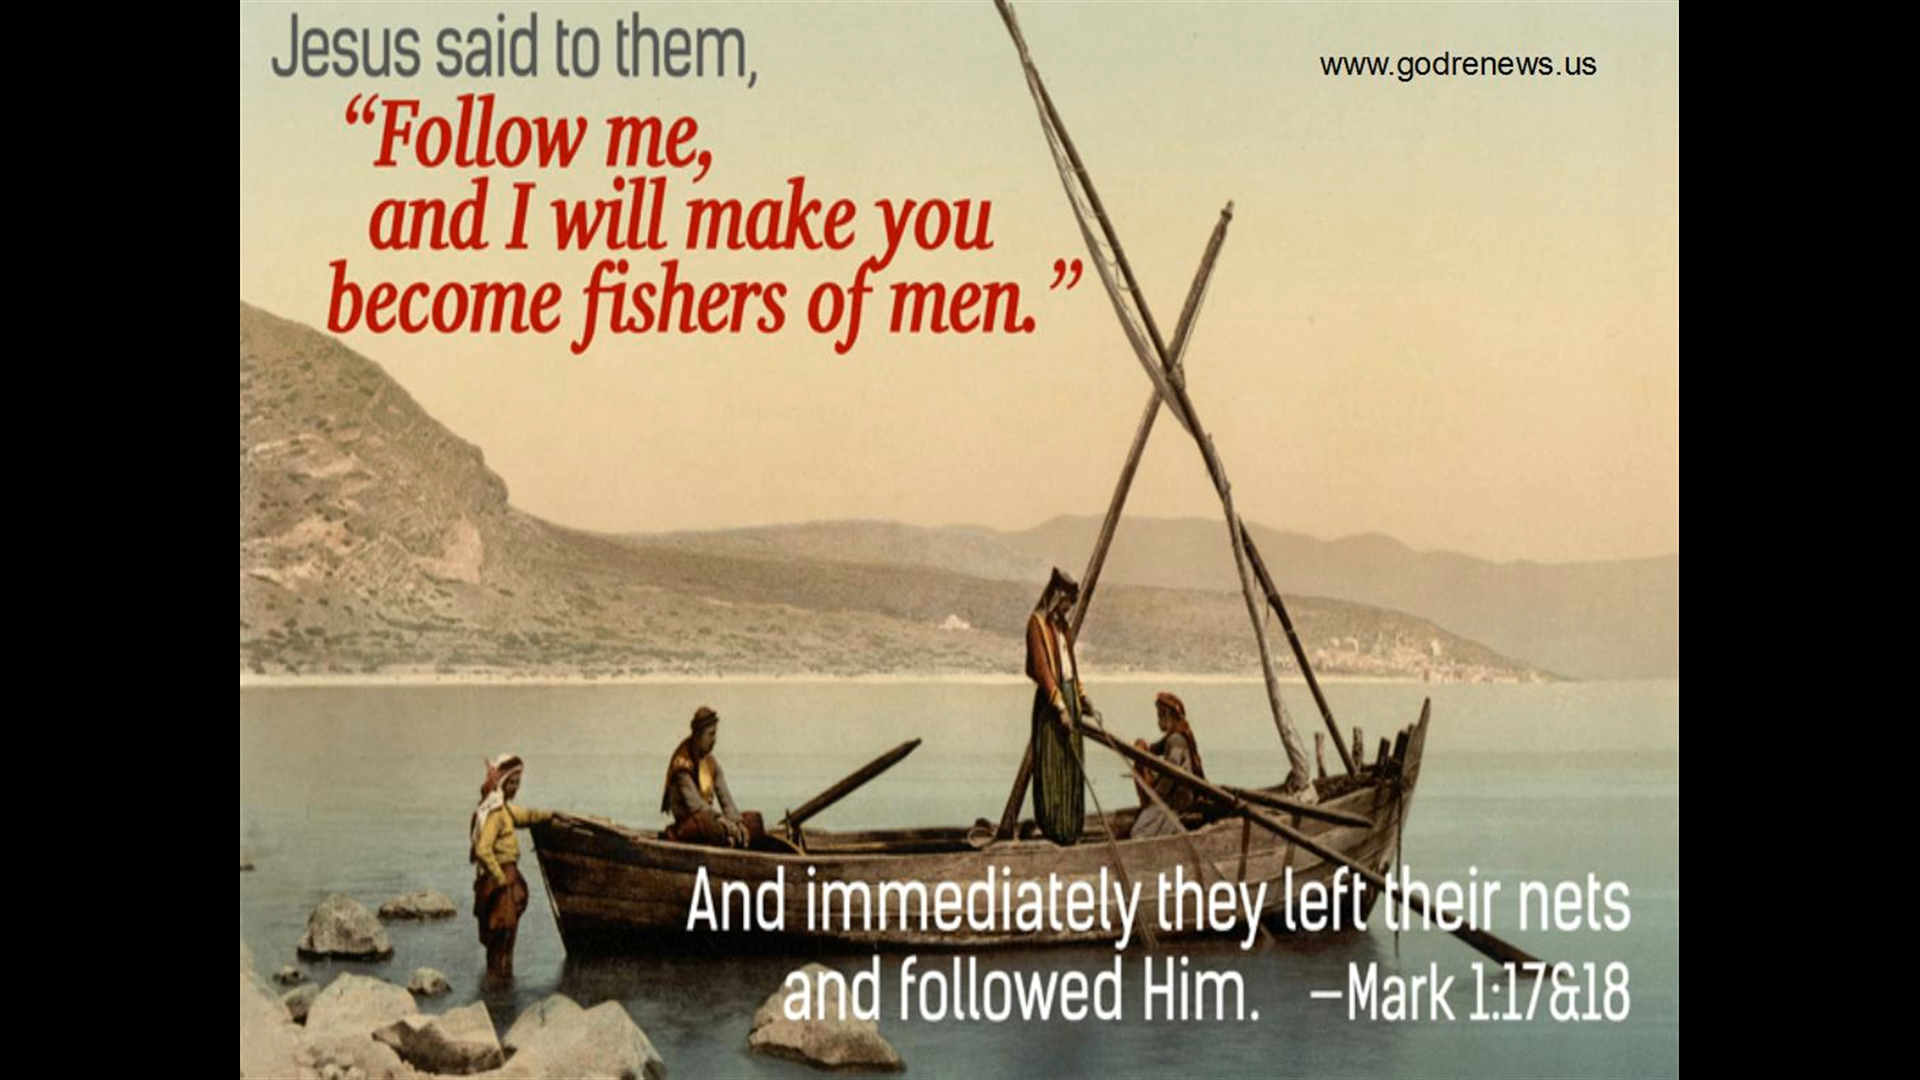 Jesus said to them,
www.godrenews.us
“Follow me,
and I will make you
become fishers of men.”
And immediately they left their nets
and followed Him. –Mark 1:17&18